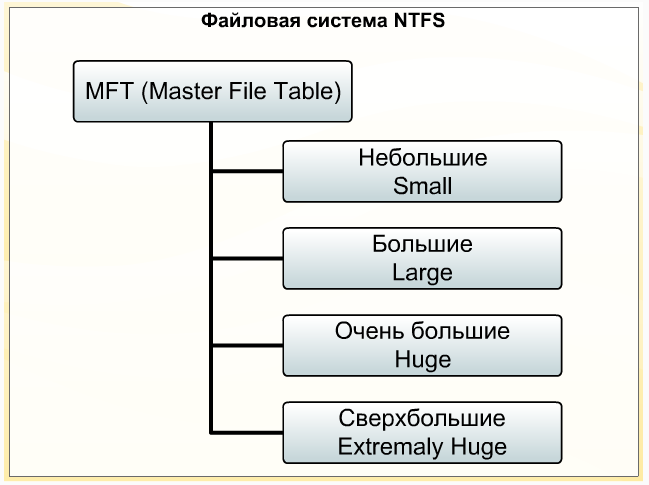 Файловая система NTFS
MFT (Master File Table)
Небольшие
Small
Большие
Large
Очень большие
Huge
Сверхбольшие
Extremaly Huge